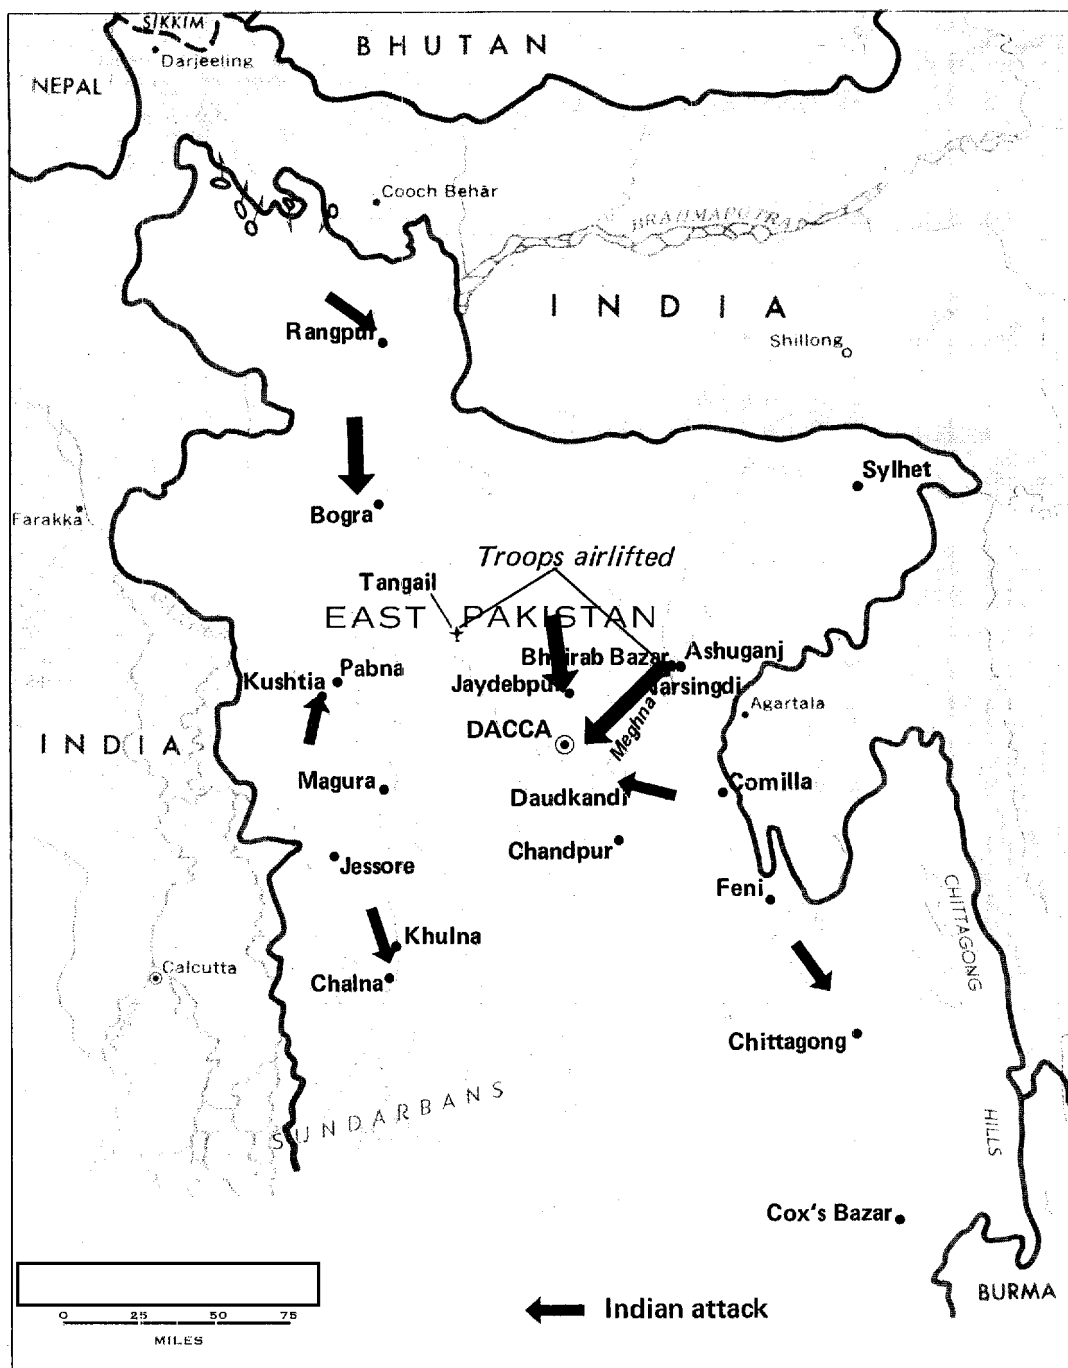 SIKKIM
BHUTAN
Darjeeling
NEPAL
Cooch Behār
BRAHMAPUTRA
INDIA
Shillong
Rangpur
Sylhet
Bogra
Farakka
Troops airlifted
Tangail
EAST PAKISTAN
Bhairab Bazar
Ashuganj
Pabna
Kushtia
Jaydebpur
Narsingdi
Agartala
Meghna
DACCA
INDIA
Magura
Daudkandi
Comilla
Chandpur
Jessore
Feni
CHITTAGONG
Khulna
Calcutta
Chalna
Chittagong
SUNDARBANS
HILLS
Cox's Bazar
BURMA
0 25 50 75
MILES
Indian attack